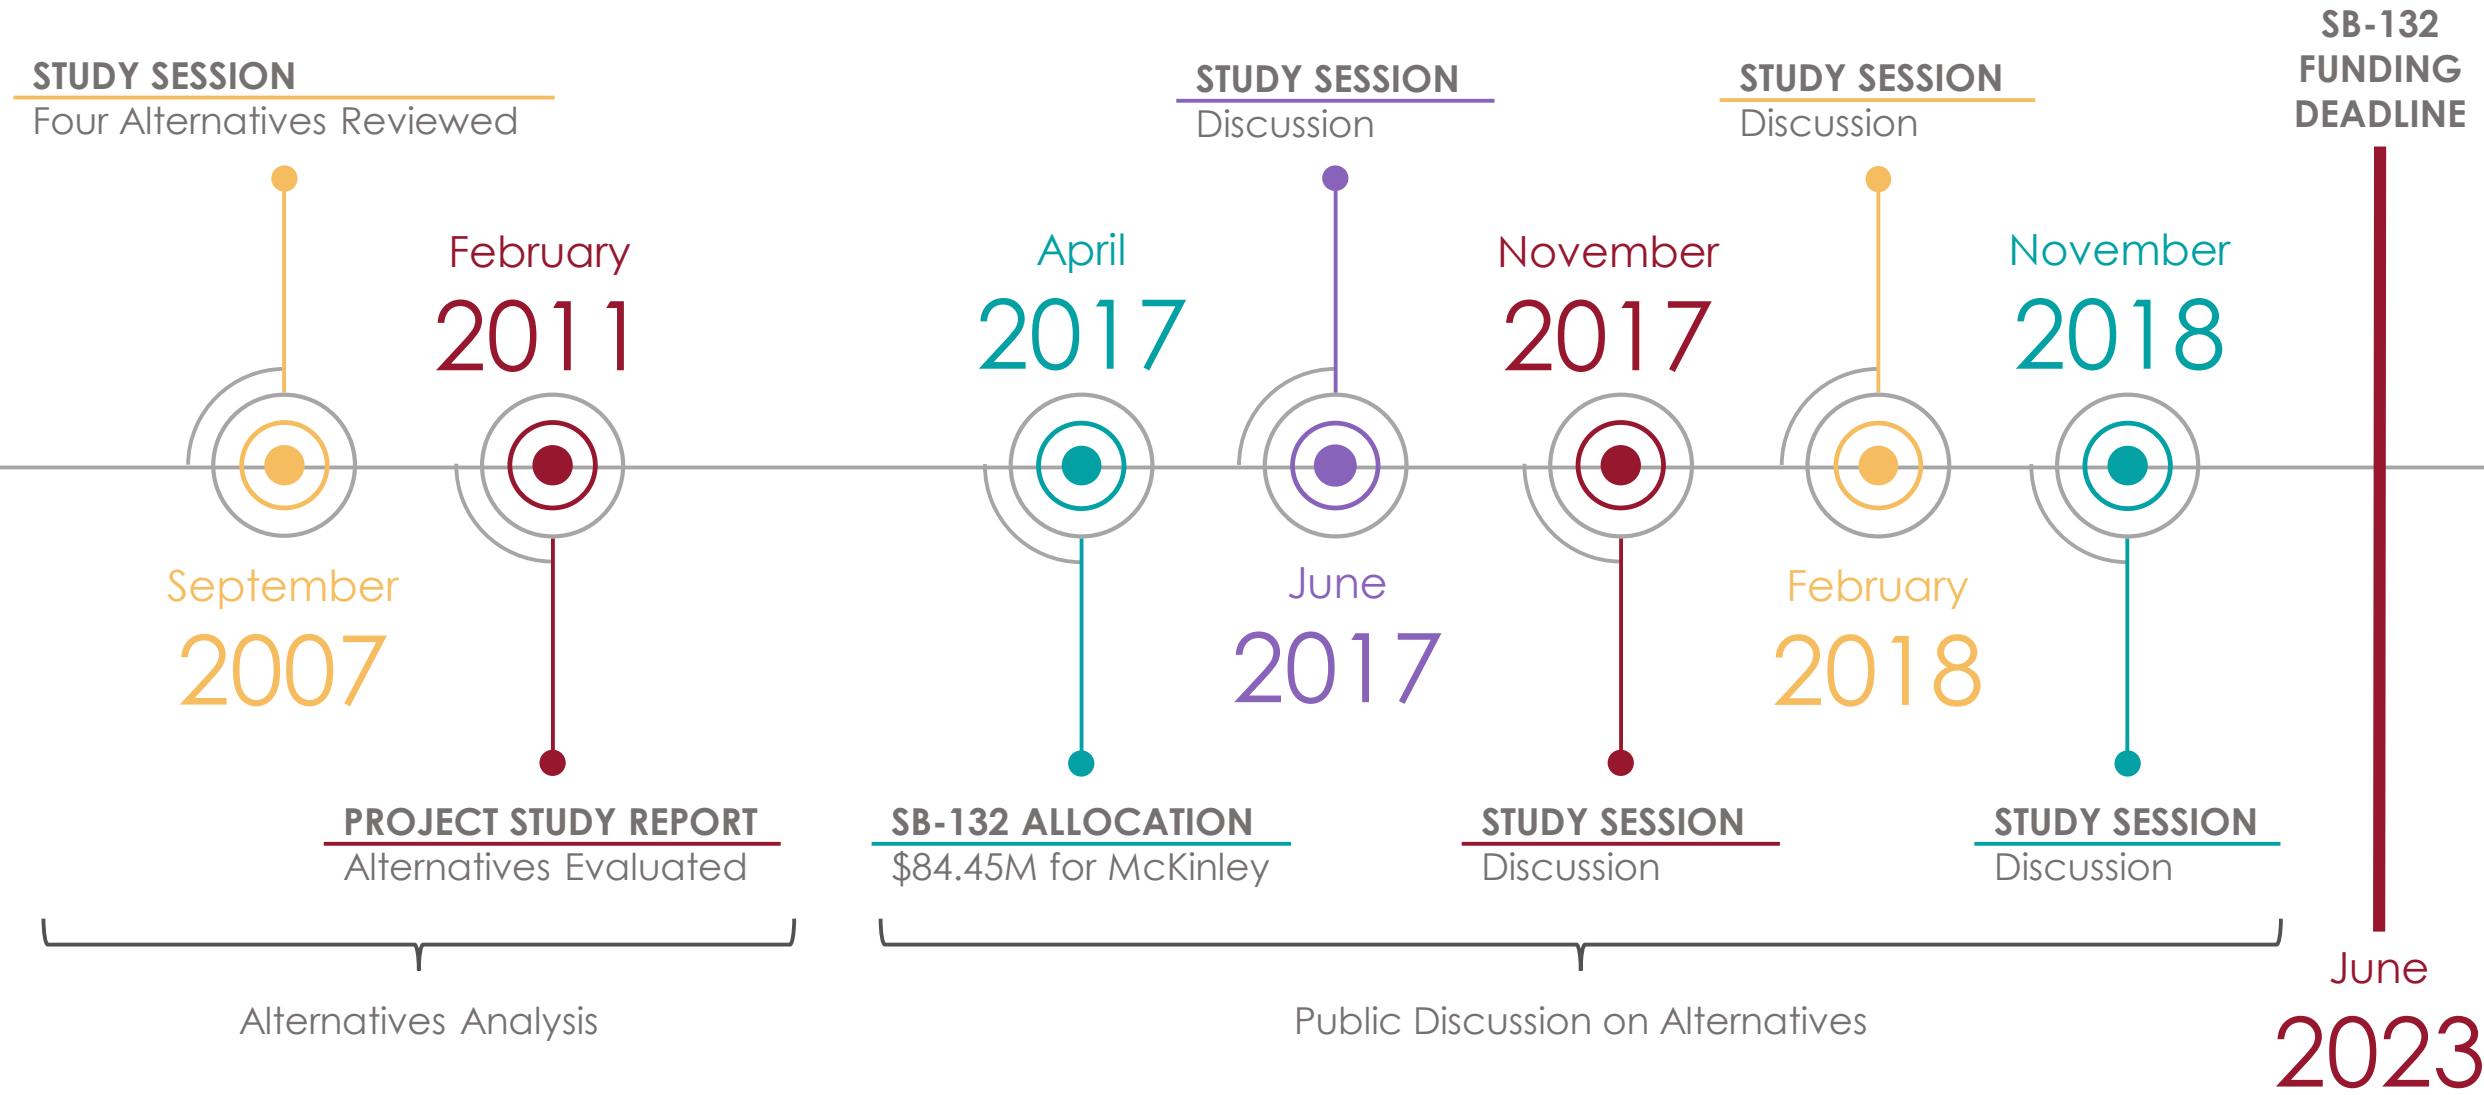 STUDY SESSION
Four Alternatives Reviewed
September
2007
February
2011
PROJECT STUDY REPORT
Alternatives Evaluated
April
2017
SB-132 ALLOCATION
$84.45M for McKinley
STUDY SESSION
Discussion
June
2017
November
2017
STUDY SESSION
Discussion
STUDY SESSION
Discussion
February
2018
November
2018
STUDY SESSION
Discussion
SB-132
FUNDING
DEADLINE
June
2023
Alternatives Analysis
Public Discussion on Alternatives